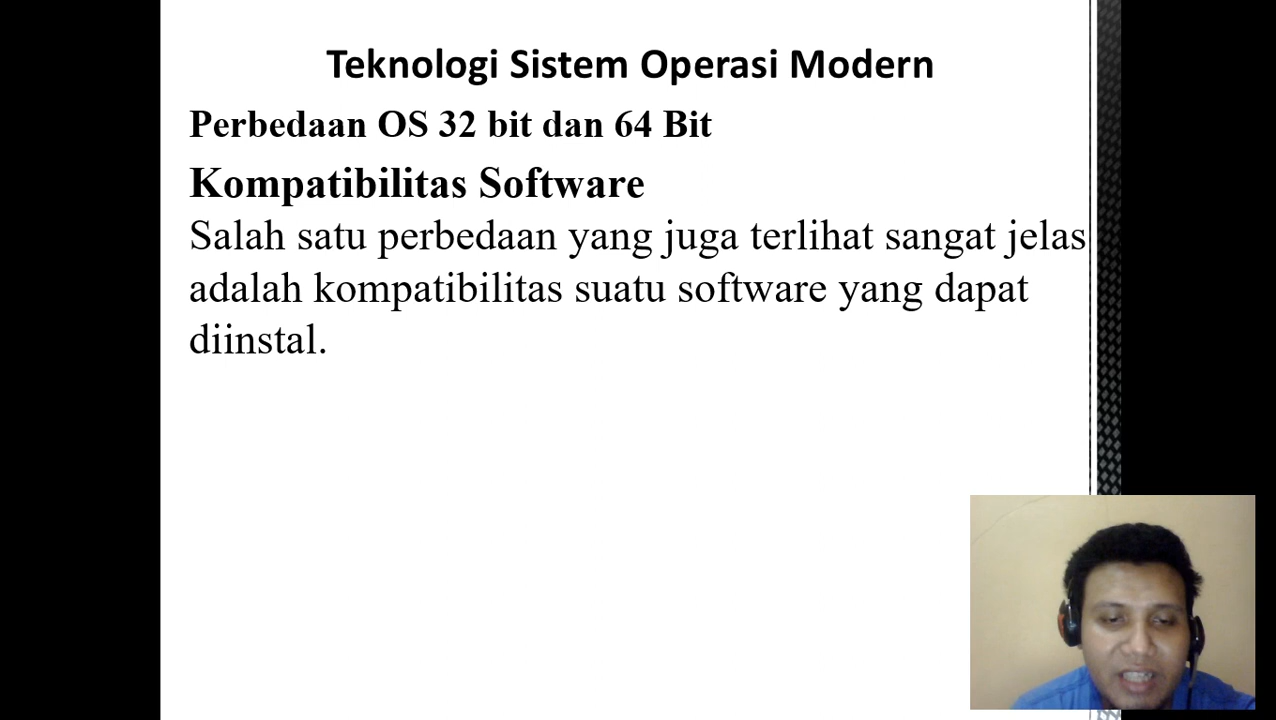 Teknologi Sistem Operasi Modern
Perbedaan OS 32 bit dan 64 Bit
Kompatibilitas Software
Salah satu perbedaan yang juga terlihat sangat jelas
adalah kompatibilitas suatu software yang dapat
diinstal.